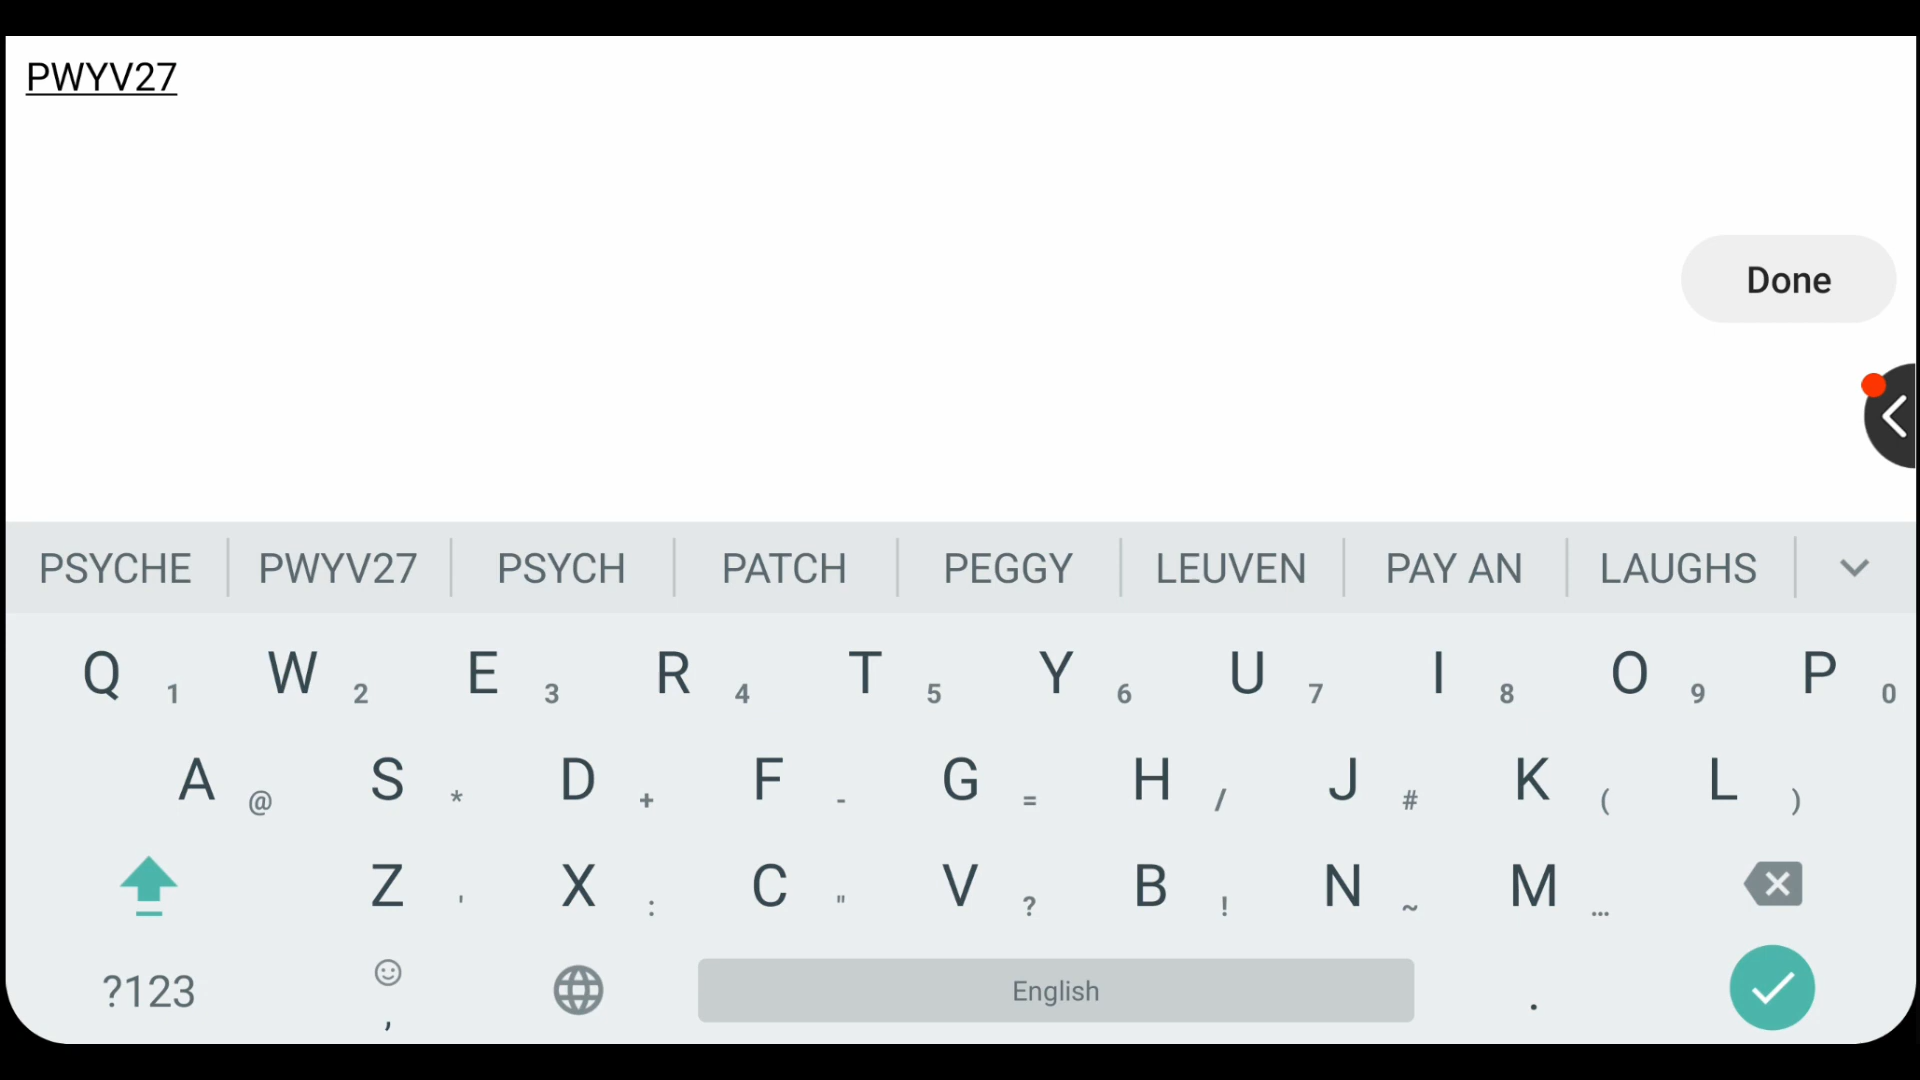 PWYV27
Done
PSYCHE PWYV27 PSYCH PATCH PEGGY LEUVEN PAY AN LAUGHS
Q 1 W 2 E 3 R 4 T 5 Y 6 U 7 I 8 O 9 P 0
A @ S * D + F - G = H / J # K ( L )
Z ' X : C " V ? B ! N ~ M …
?123 , English .